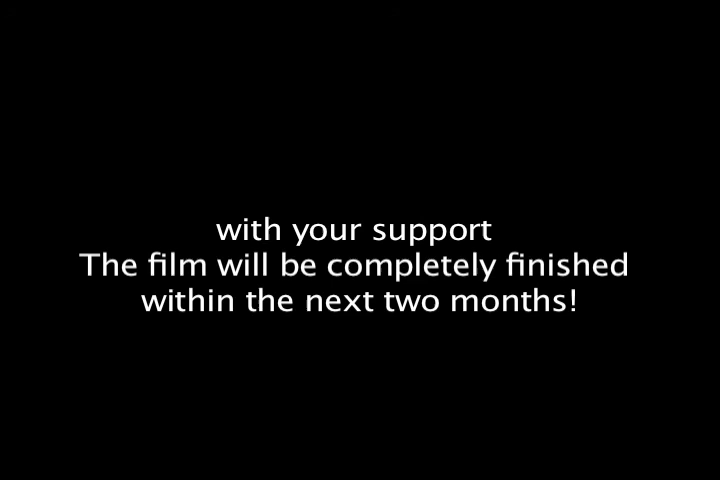 with your support
The film will be completely finished
within the next two months!